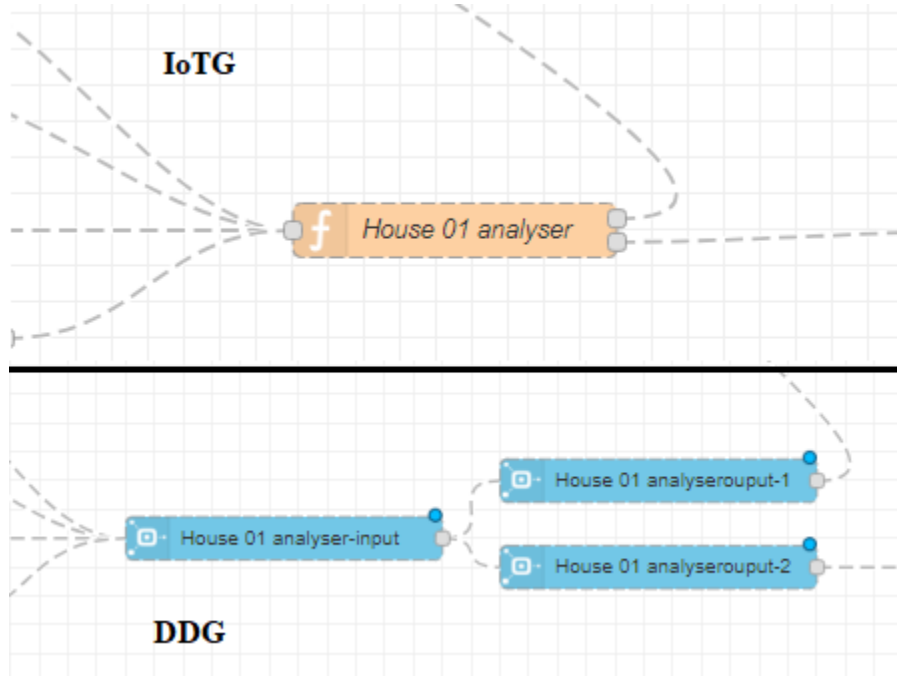 IoTG
House 01 analyser
House 01 analyserouput-1
House 01 analyser-input
House 01 analyserouput-2
DDG